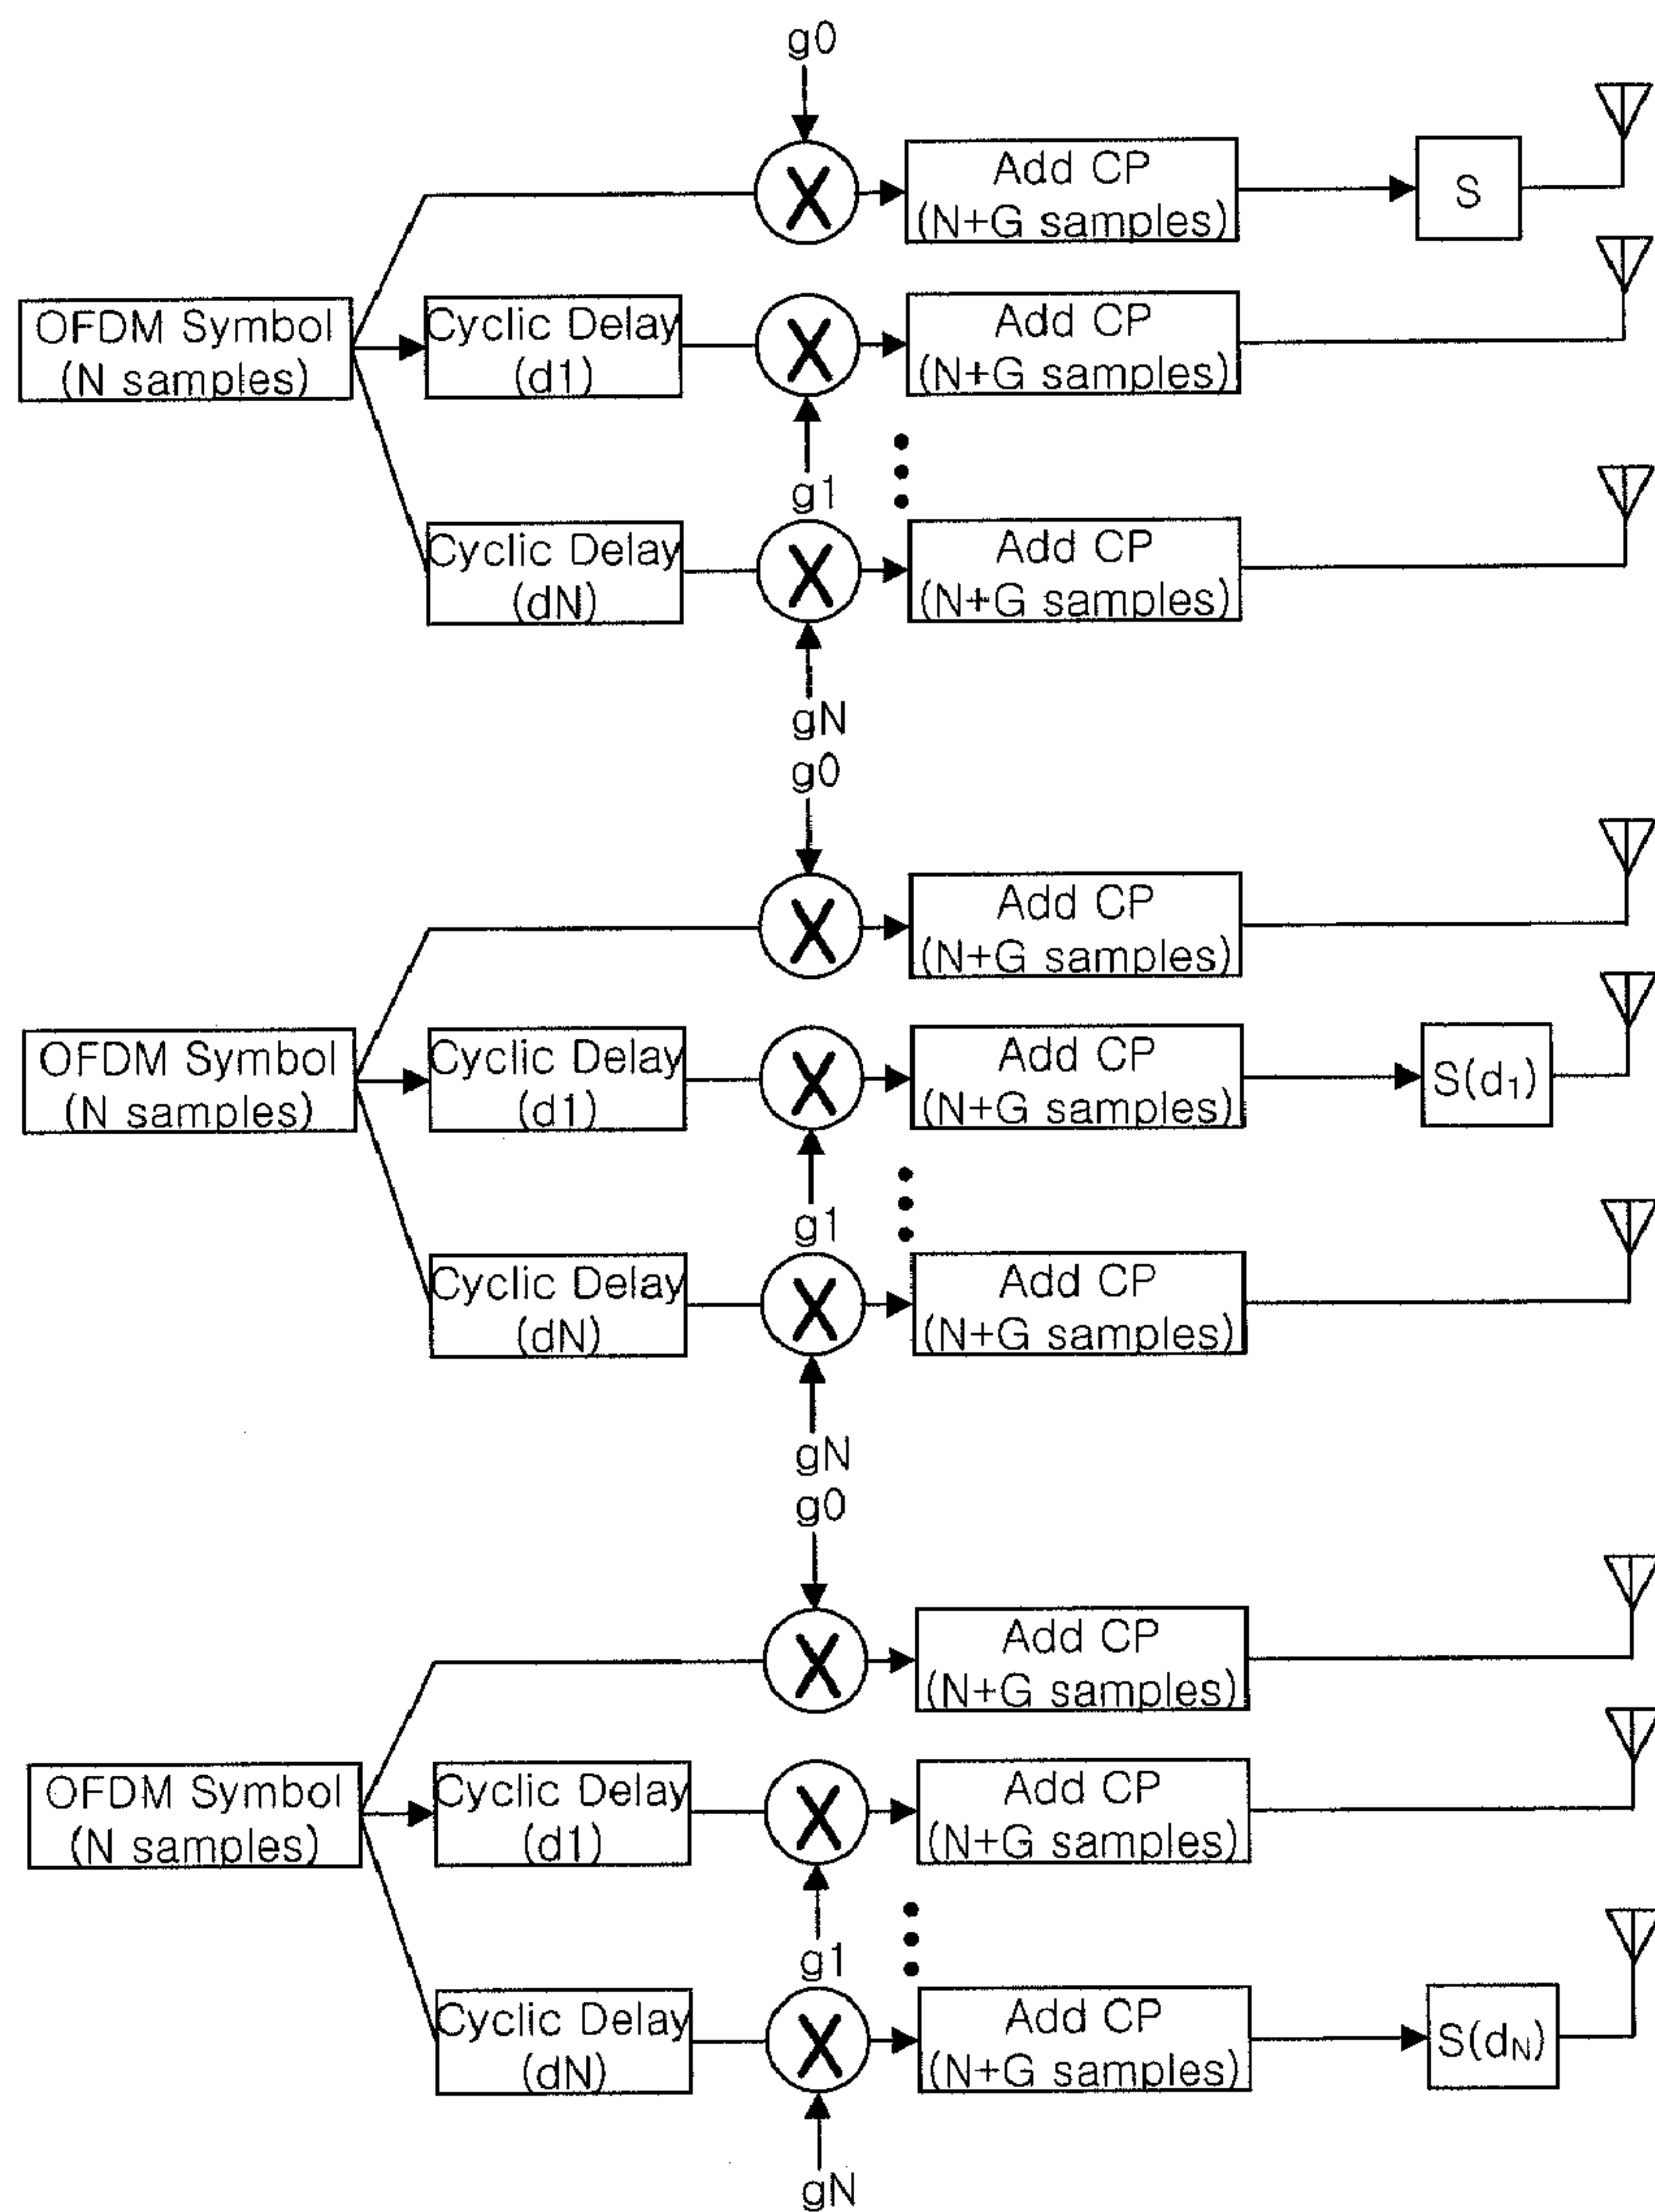 g0
X
Add CP
(N+G samples)
S
OFDM Symbol
(N samples)
Cyclic Delay
(d1)
X
Add CP
(N+G samples)
g1
Cyclic Delay
(dN)
X
Add CP
(N+G samples)
gN
g0
X
Add CP
(N+G samples)
OFDM Symbol
(N samples)
Cyclic Delay
(d1)
X
Add CP
(N+G samples)
S(d₁)
g1
Cyclic Delay
(dN)
X
Add CP
(N+G samples)
gN
g0
X
Add CP
(N+G samples)
OFDM Symbol
(N samples)
Cyclic Delay
(d1)
X
Add CP
(N+G samples)
g1
Cyclic Delay
(dN)
X
Add CP
(N+G samples)
S(dN)
gN